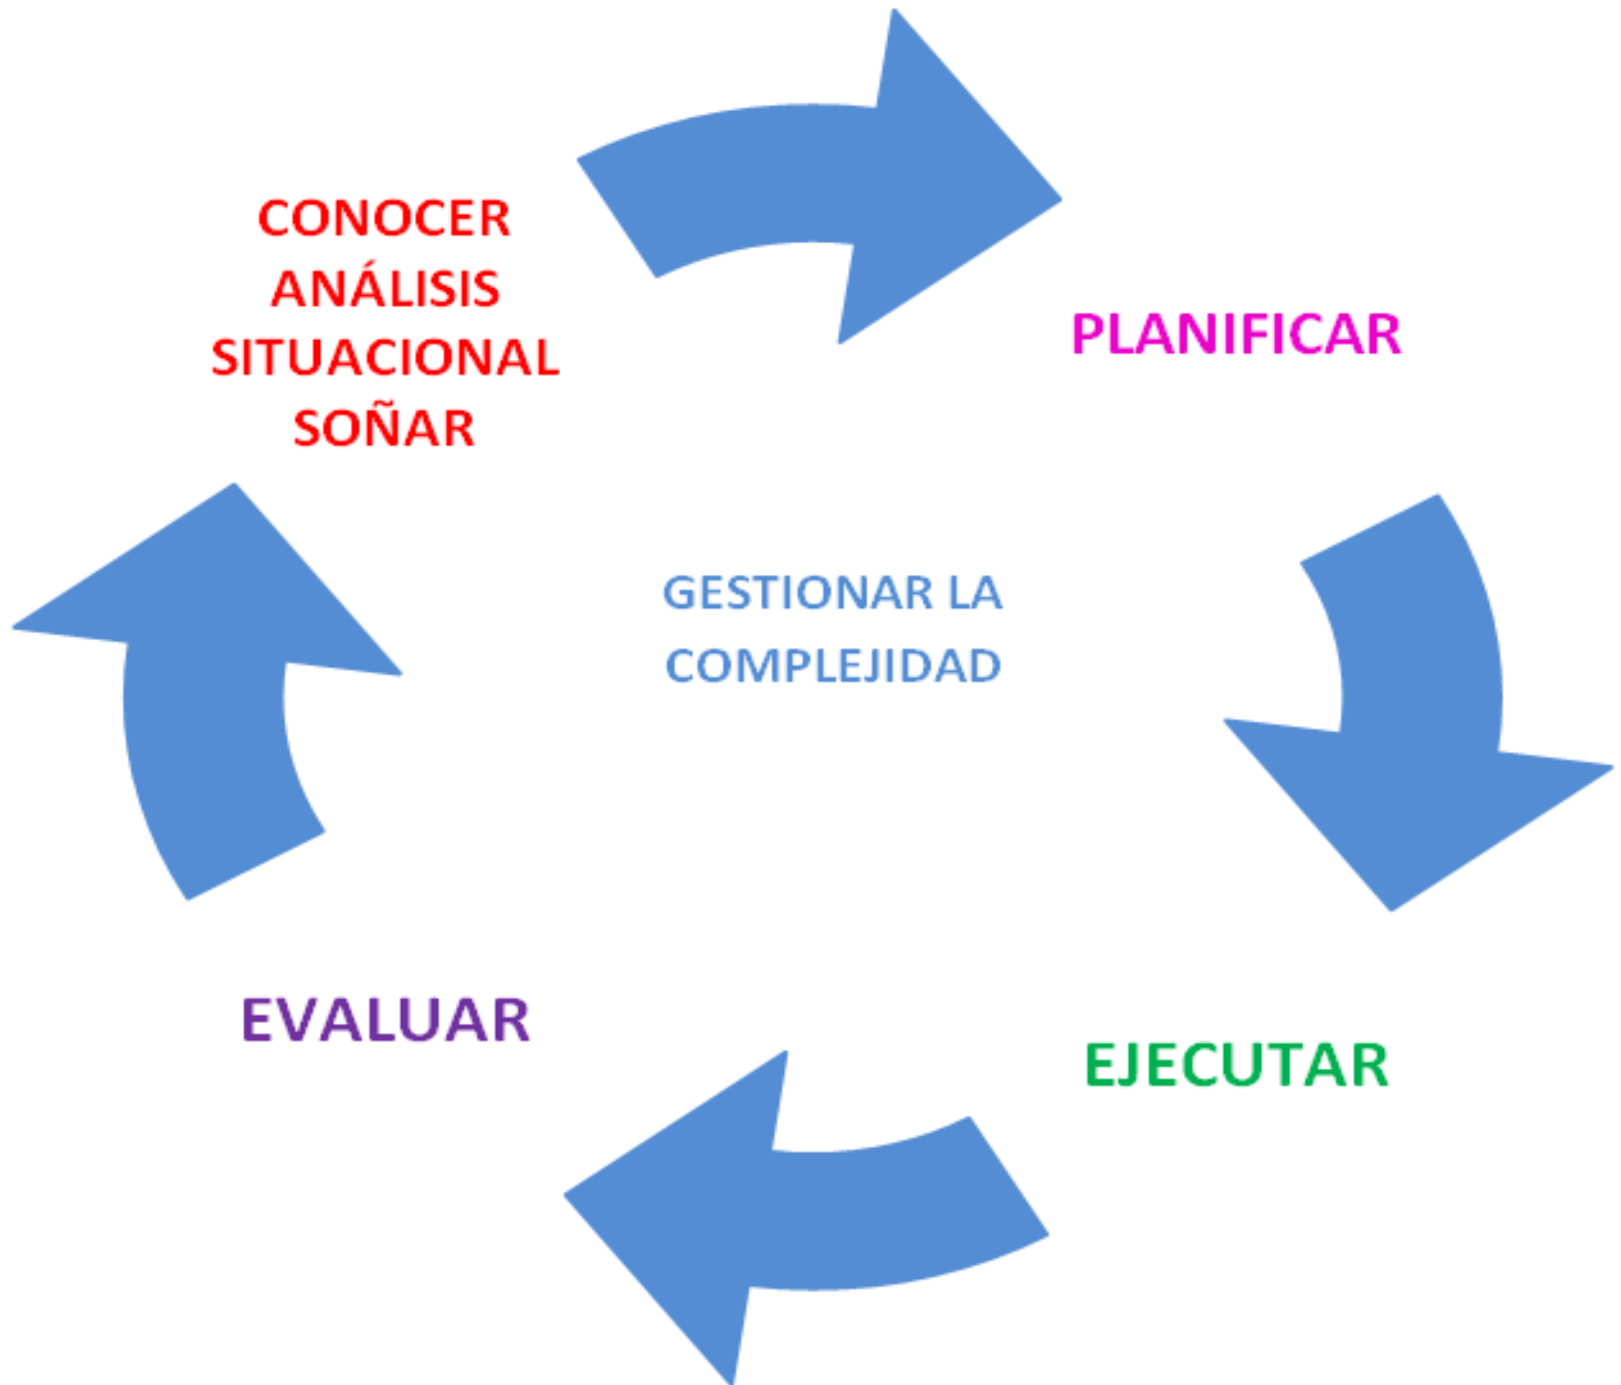 CONOCER
ANÁLISIS
SITUACIONAL
SOÑAR
PLANIFICAR
GESTIONAR LA
COMPLEJIDAD
EVALUAR
EJECUTAR